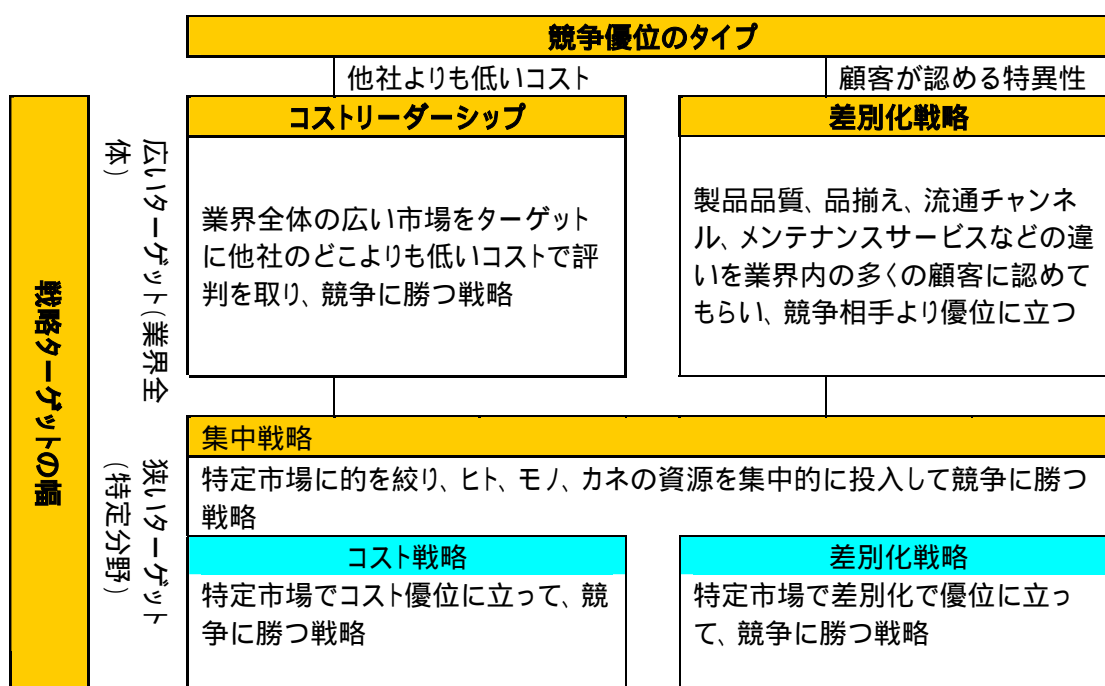 競争優位のタイプ
他社よりも低いコスト
顧客が認める特異性
戦略ターゲットの幅
広いターゲット(業界全
体)
コストリーダーシップ
業界全体の広い市場をターゲット
に他社のどこよりも低いコストで評
判を取り、競争に勝つ戦略
差別化戦略
製品品質、品揃え、流通チャンネ
ル、メンテナンスサービスなどの違
いを業界内の多くの顧客に認めて
もらい、競争相手より優位に立つ
狭いターゲット
(特定分野)
集中戦略
特定市場に的を絞り、ヒト、モノ、カネの資源を集中的に投入して競争に勝つ
戦略
コスト戦略
特定市場でコスト優位に立って、競
争に勝つ戦略
差別化戦略
特定市場で差別化で優位に立っ
て、競争に勝つ戦略